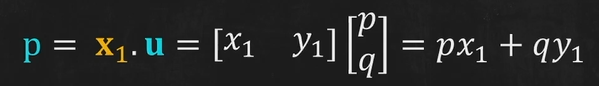 p = x₁.u = [x₁ y₁] [p q] = px₁ + qy₁